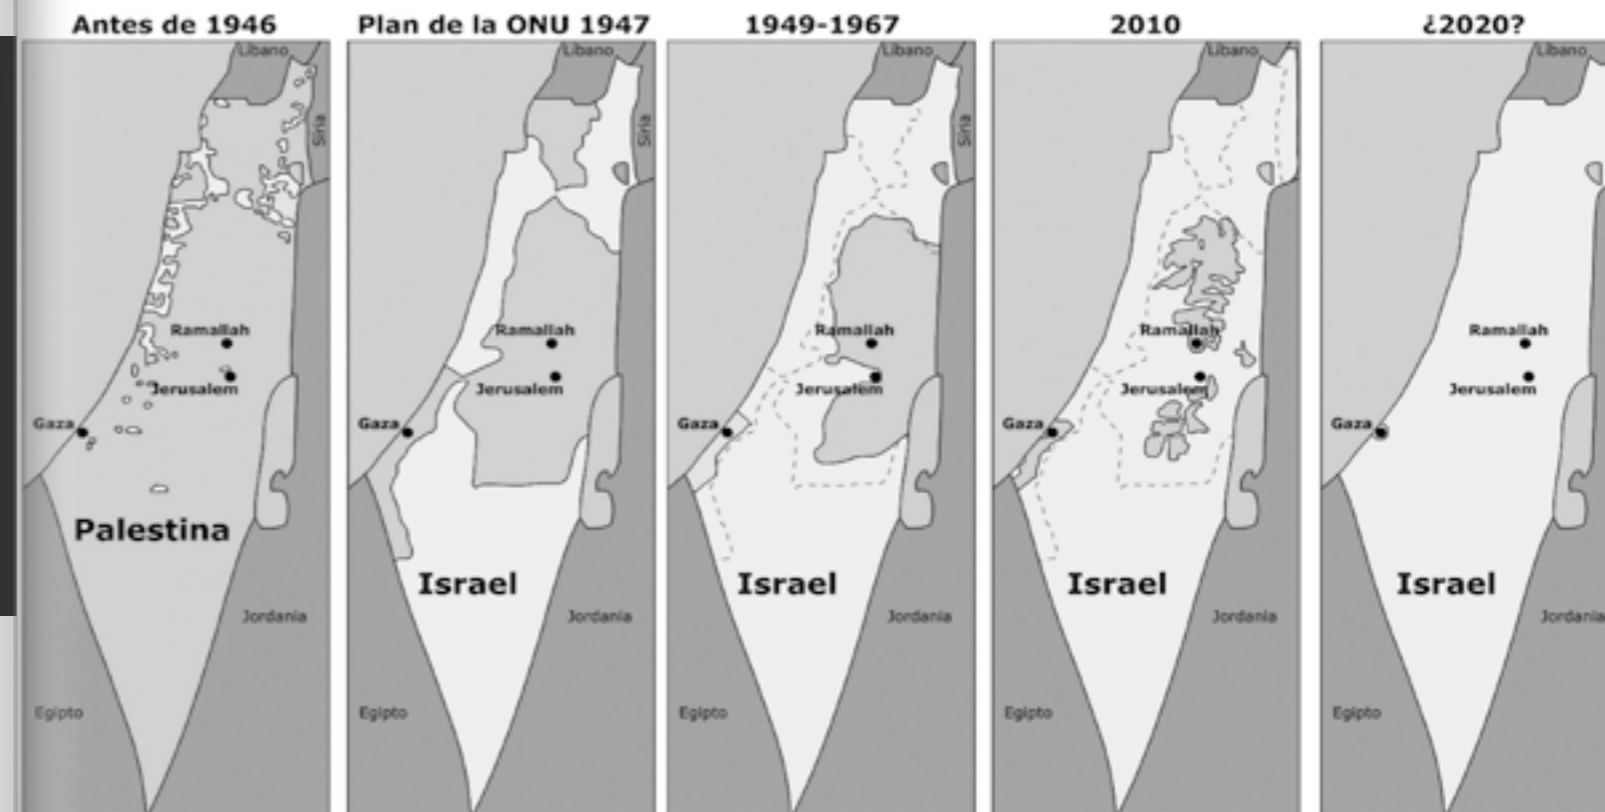 Antes de 1946
Líbano
Siria
Ramallah
Jerusalem
Gaza
Palestina
Jordania
Egipto
Plan de la ONU 1947
Líbano
Siria
Ramallah
Jerusalem
Gaza
Israel
Jordania
Egipto
1949-1967
Líbano
Siria
Ramallah
Jerusalem
Gaza
Israel
Jordania
Egipto
2010
Líbano
Ramallah
Jerusalem
Gaza
Israel
Jordania
Egipto
¿2020?
Líbano
Ramallah
Jerusalem
Gaza
Israel
Jordania
Egipto